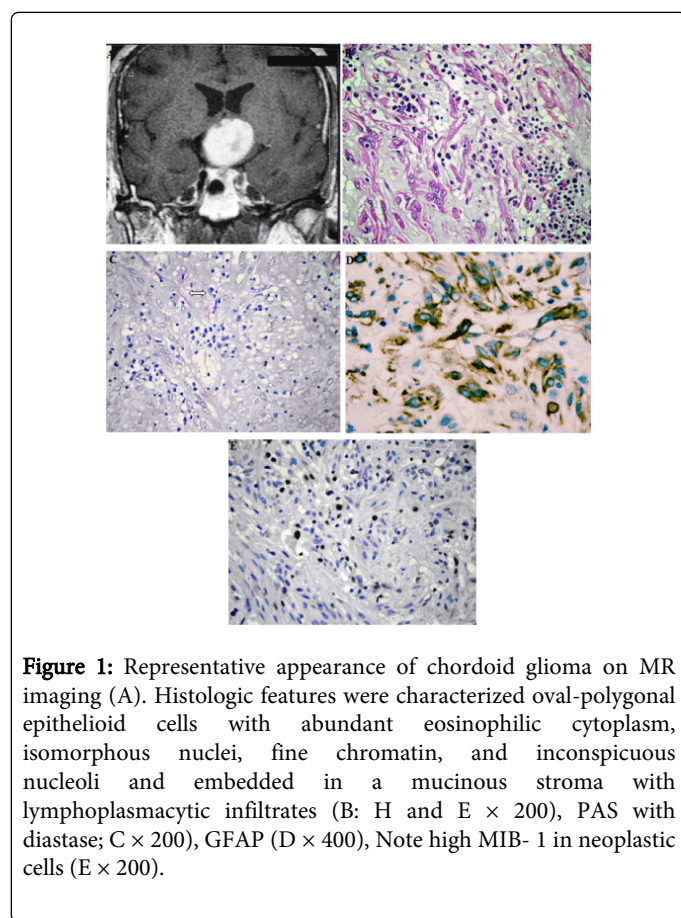 A
B
C
D
E
Figure 1: Representative appearance of chordoid glioma on MR
imaging (A). Histologic features were characterized oval-polygonal
epithelioid cells with abundant eosinophilic cytoplasm,
isomorphous nuclei, fine chromatin, and inconspicuous
nucleoli and embedded in a mucinous stroma with
lymphoplasmacytic infiltrates (B: H and E × 200), PAS with
diastase; C × 200), GFAP (D × 400), Note high MIB- 1 in neoplastic
cells (E × 200).